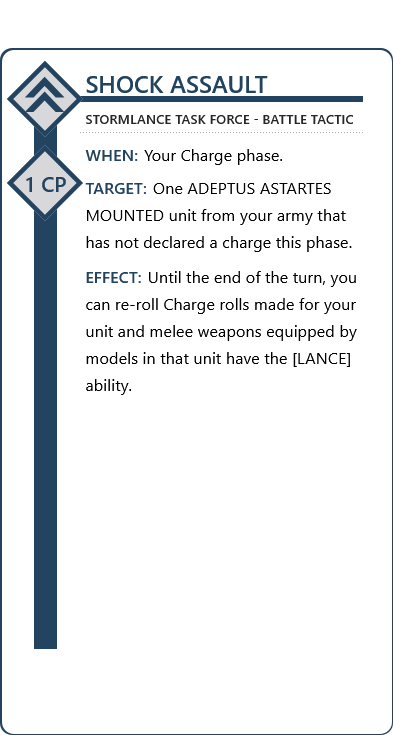 SHOCK ASSAULT
STORMLANCE TASK FORCE - BATTLE TACTIC
WHEN: Your Charge phase.
1 CP
TARGET: One ADEPTUS ASTARTES
MOUNTED unit from your army that
has not declared a charge this phase.
EFFECT: Until the end of the turn, you
can re-roll Charge rolls made for your
unit and melee weapons equipped by
models in that unit have the [LANCE]
ability.